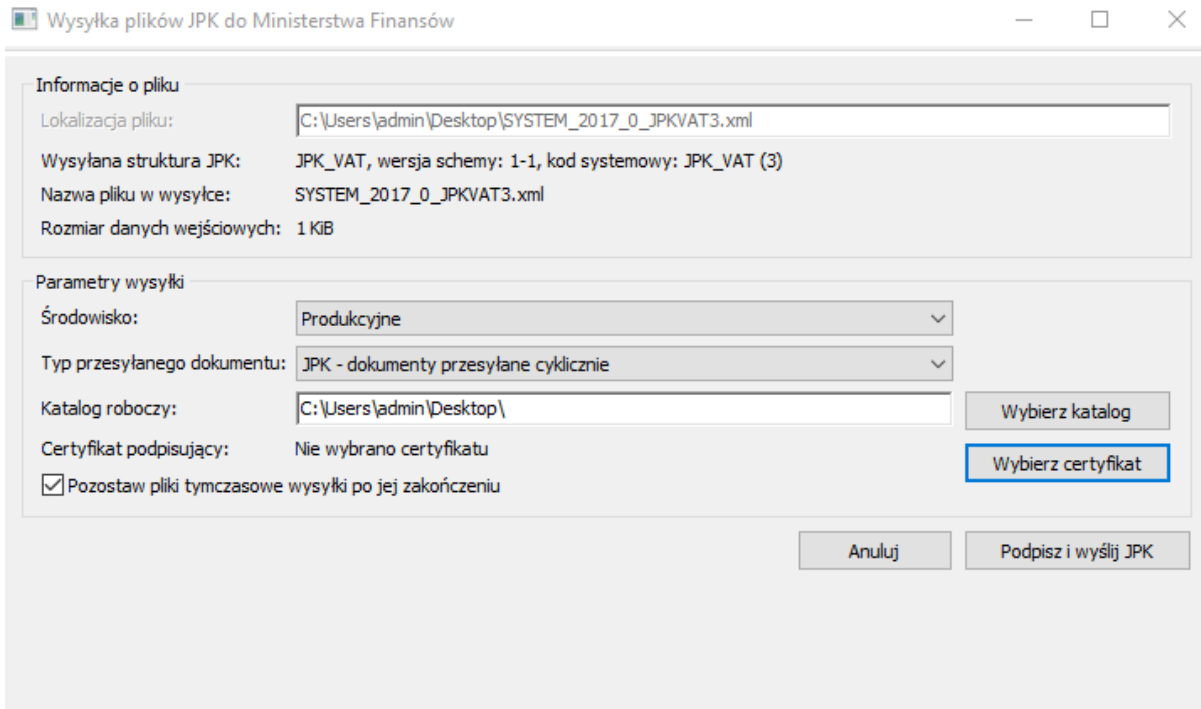 Wysyłka plików JPK do Ministerstwa Finansów
Informacje o pliku
Lokalizacja pliku: C:\Users\admin\Desktop\SYSTEM_2017_0_JPKVAT3.xml
Wysyłana struktura JPK: JPK_VAT, wersja schemy: 1-1, kod systemowy: JPK_VAT (3)
Nazwa pliku w wysyłce: SYSTEM_2017_0_JPKVAT3.xml
Rozmiar danych wejściowych: 1 KiB
Parametry wysyłki
Środowisko: Produkcyjne
Typ przesyłanego dokumentu: JPK - dokumenty przesyłane cyklicznie
Katalog roboczy: C:\Users\admin\Desktop\ Wybierz katalog
Certyfikat podpisujący: Nie wybrano certyfikatu Wybierz certyfikat
Pozostaw pliki tymczasowe wysyłki po jej zakończeniu
Anuluj Podpisz i wyślij JPK